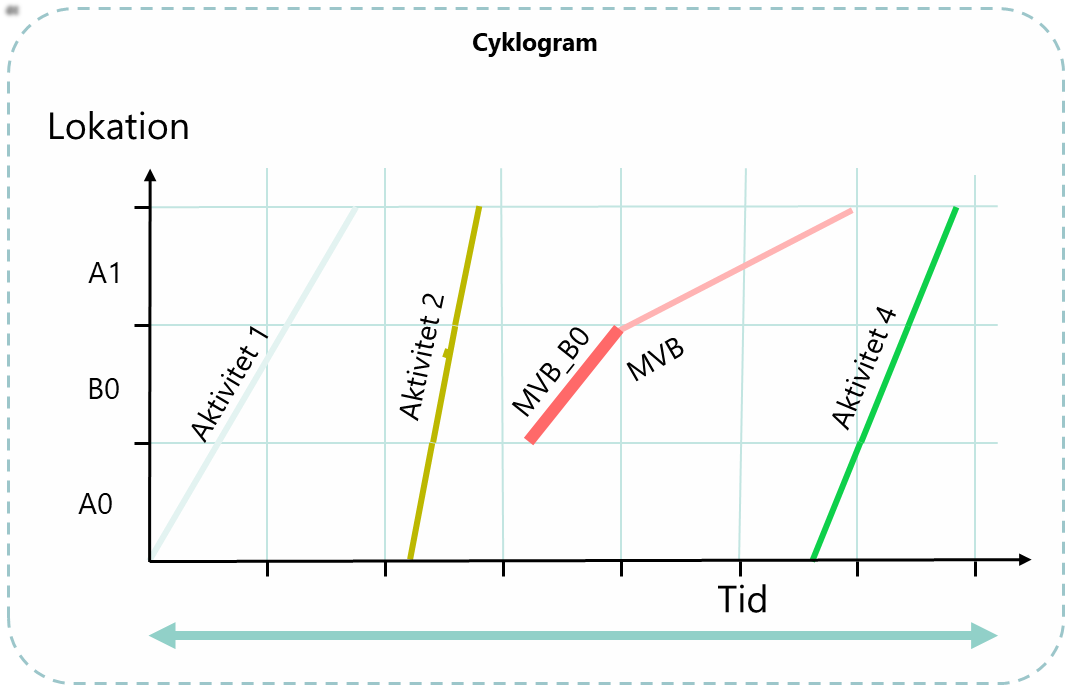 Cyklogram
Lokation
A1
B0
A0
Aktivitet 1
Aktivitet 2
MVB_B0
MVB
Aktivitet 4
Tid